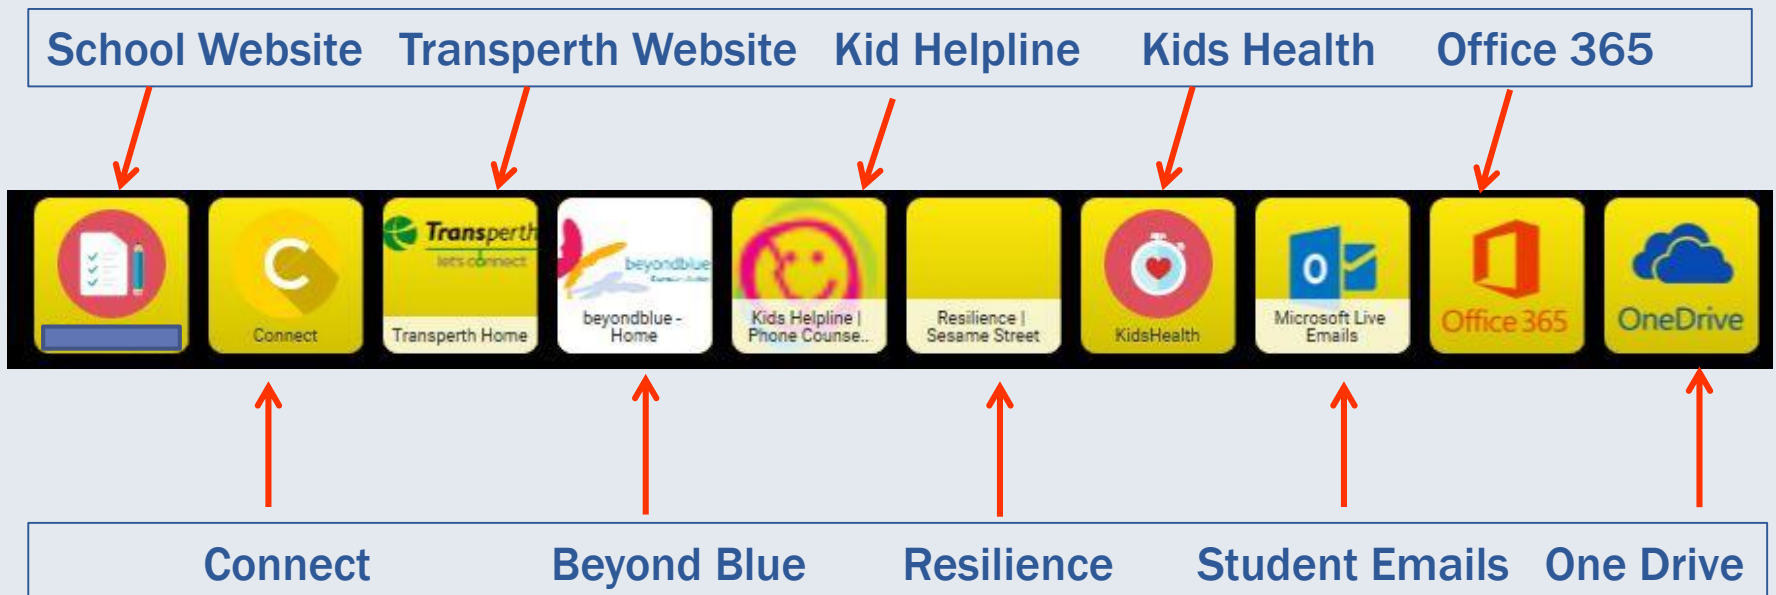 School Website Transperth Website Kid Helpline Kids Health Office 365
C
Connect
Transperth
let's connect
Transperth Home
beyondblue
beyondblue -
Home
Kids Helpline |
Phone Counse..
Resilience |
Sesame Street
KidsHealth
o
Microsoft Live
Emails
Office 365
OneDrive
Connect Beyond Blue Resilience Student Emails One Drive